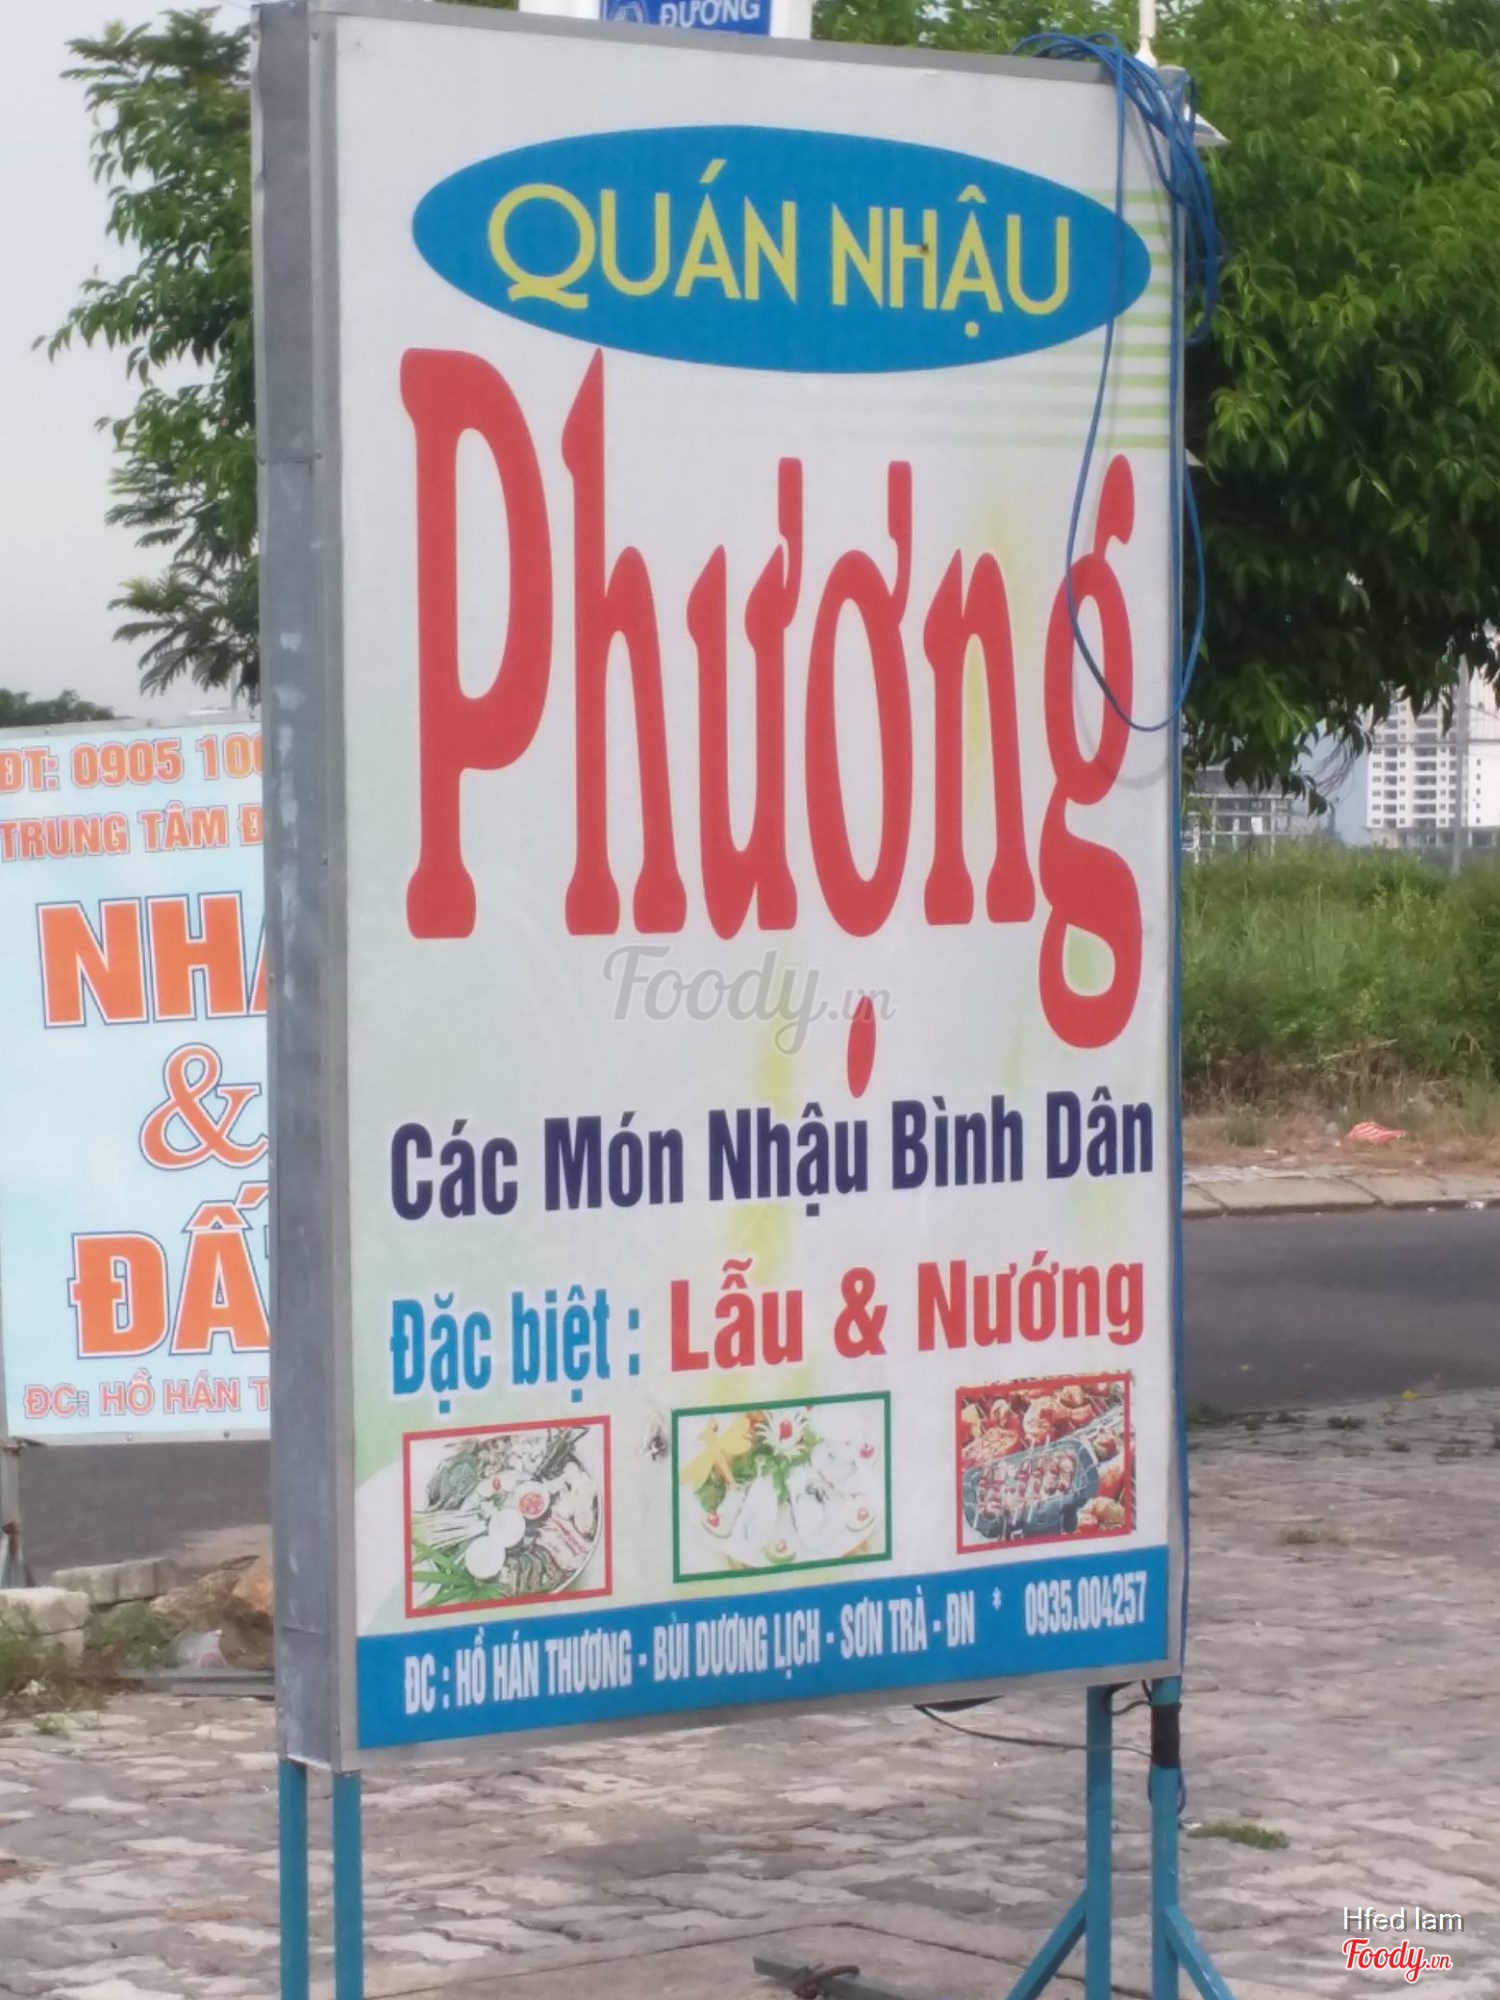 ĐƯỜNG
QUÁN NHẬU
Phượng
Foody.vn
Các Món Nhậu Bình Dân
Đặc biệt : Lẫu & Nướng
ĐC : HỒ HÁN THƯƠNG - BÙI DƯƠNG LỊCH - SƠN TRÀ - ĐN * 0935.004257
ĐT: 0905 10
TRUNG TÂM Đ
NH
&
ĐẤ
ĐC: HỒ HÁN T
Hfed lam
Foody.vn